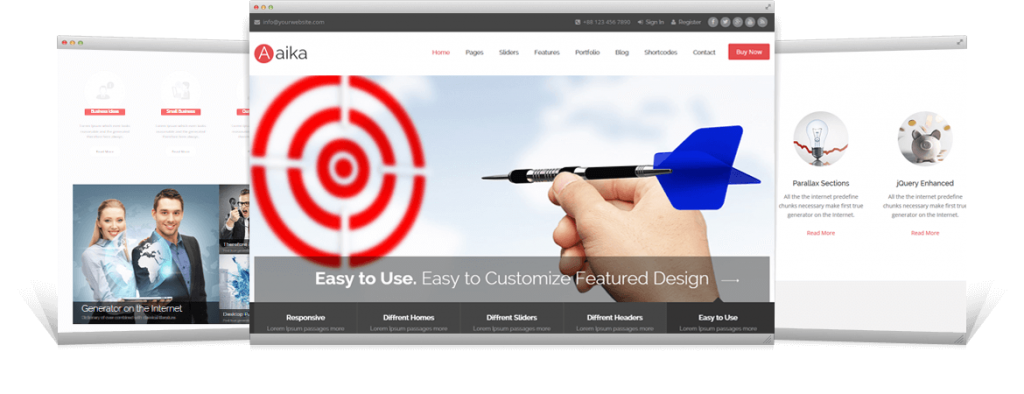 info@yourwebsite.com
+88 123 456 7890
Sign In
Register
A aika
Home Pages Sliders Features Portfolio Blog Shortcodes Contact Buy Now
Easy to Use. Easy to Customize Featured Design
Responsive
Lorem Ipsum passages more
Diffrent Homes
Lorem Ipsum passages more
Diffrent Sliders
Lorem Ipsum passages more
Diffrent Headers
Lorem Ipsum passages more
Easy to Use
Lorem Ipsum passages more
Business Ideas
Read More
Small Business
Read More
Generator on the Internet
Parallax Sections
All the the internet predefine
chunks necessary make first true
generator on the Internet.
Read More
jQuery Enhanced
All the the internet predefine
chunks necessary make first true
generator on the Internet.
Read More